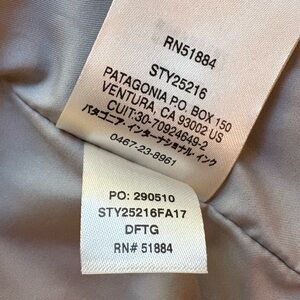 RN51884
STY25216
PATAGONIA P.O. BOX 150
VENTURA, CA 93002 US
CUIT:30-70924649-2
パタゴニア・インターナショナル・インク
0467-23-8961
PO: 290510
STY25216FA17
DFTG
RN# 51884